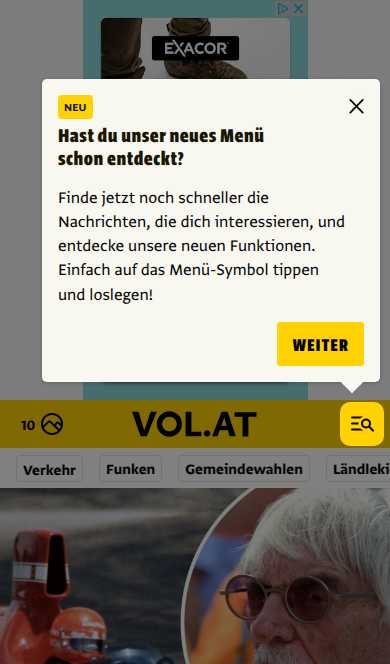 EXACOR
NEU
Hast du unser neues Menü
schon entdeckt?
Finde jetzt noch schneller die
Nachrichten, die dich interessieren, und
entdecke unsere neuen Funktionen.
Einfach auf das Menü-Symbol tippen
und loslegen!
WEITER
10
VOL.AT
Verkehr
Funken
Gemeindewahlen
Ländleki